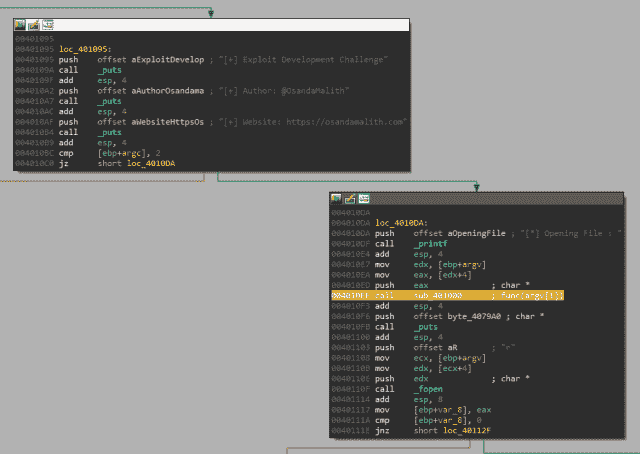 00401095
00401095 loc_401095:
00401095 push offset aExploitDevelop ; "[+] Exploit Development Challenge"
0040109A call _puts
0040109F add esp, 4
004010A2 push offset aAuthorOsandama ; "[+] Author: @OsandaMalith"
004010A7 call _puts
004010AC add esp, 4
004010AF push offset aWebsiteHttpsOs ; "[+] Website: https://osandamalith.com"
004010B4 call _puts
004010B9 add esp, 4
004010BC cmp [ebp+argc], 2
004010C0 jz short loc_4010DA
004010DA
004010DA loc_4010DA:
004010DA push offset aOpeningFile ; "[*] Opening File : "
004010DF call _printf
004010E4 add esp, 4
004010E7 mov edx, [ebp+argv]
004010EA mov eax, [edx+4]
004010ED push eax ; char *
004010EE call sub_401000 ; func(args[1);
004010F3 add esp, 4
004010F6 push offset byte_4079A0 ; char *
004010FB call _puts
00401100 add esp, 4
00401103 push offset aR ; "r"
00401108 mov ecx, [ebp+argv]
0040110B mov edx, [ecx+4]
0040110E push edx ; char *
0040110F call _fopen
00401114 add esp, 8
00401117 mov [ebp+var_8], eax
0040111A cmp [ebp+var_8], 0
0040111E jnz short loc_40112F